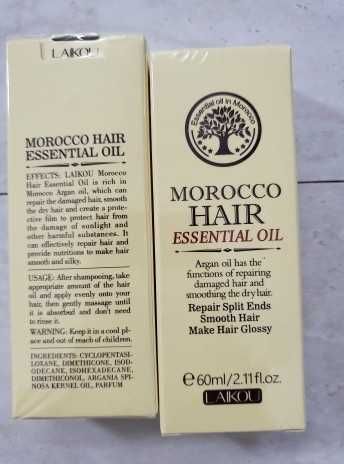 LAIKOU
MOROCCO HAIR
ESSENTIAL OIL
EFFECTS: LAIKOU Morocco
Hair Essential Oil is rich in
Morocco Argan oil, which can
repair the damaged hair, smooth
the dry hair and create a prote-
ctive film to protect hair from
the damage of sunlight and
other harmful substances. It
can effectively repair hair and
provide nutritions to make hair
smooth and silky.
USAGE: After shampooing, take
appropriate amount of the hair
oil and apply evenly onto your
hair, then gently massage until
it is absorbed and don't need
to rinse it.
WARNING: Keep it in a cool pl-
ace and out of reach of children.
INGREDIENTS: CYCLOPENTASI-
LOXANE, DIMETHICONE, ISOD-
ODECANE, ISOHEXADECANE,
DIMETHICONOL, ARGANIA SPI-
NOSA KERNEL OIL, PARFUM
Essential oil in Morocco
MOROCCO
HAIR
ESSENTIAL OIL
Argan oil has the
functions of repairing
damaged hair and
smoothing the dry hair.
Repair Split Ends
Smooth Hair
Make Hair Glossy
℮60ml/2.11fl.oz.
LAIKOU